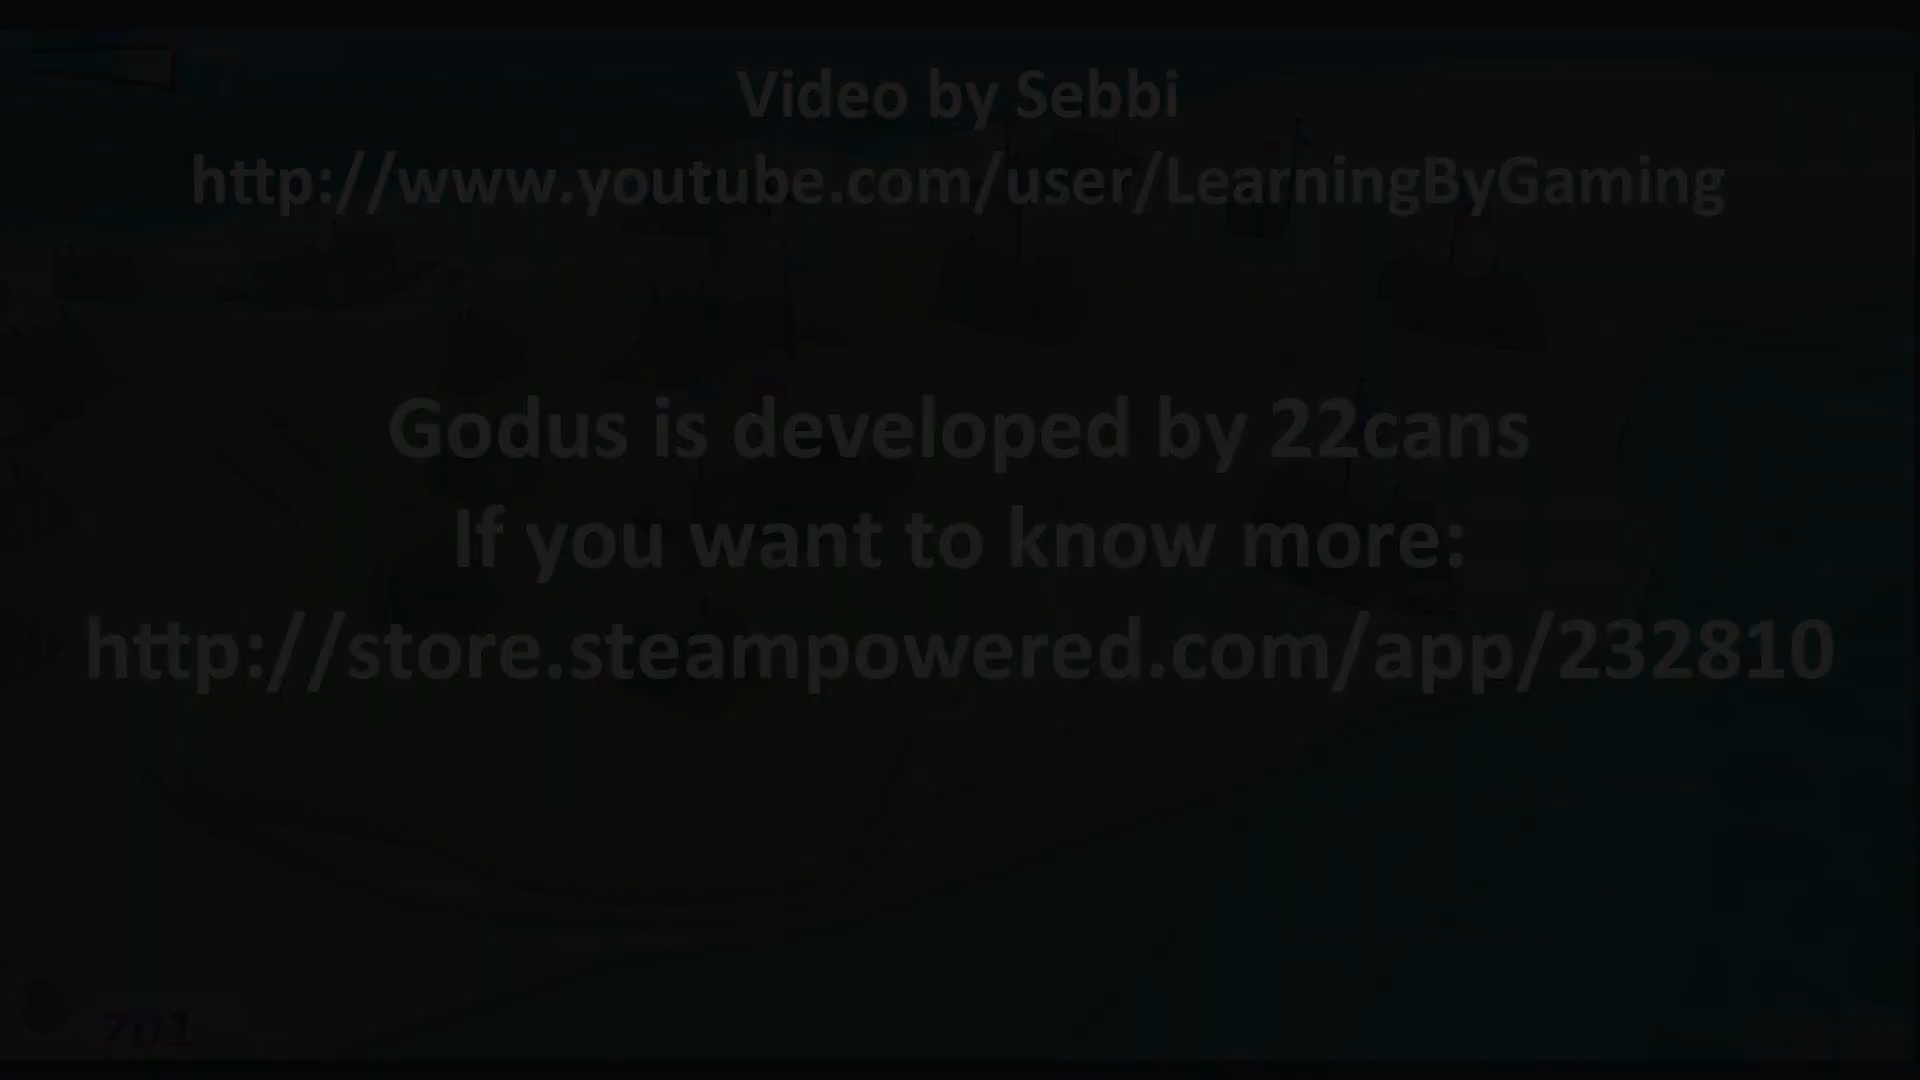 Video by Sebbi
http://www.youtube.com/user/LearningByGaming
Godus is developed by 22cans
If you want to know more:
http://store.steampowered.com/app/232810
701